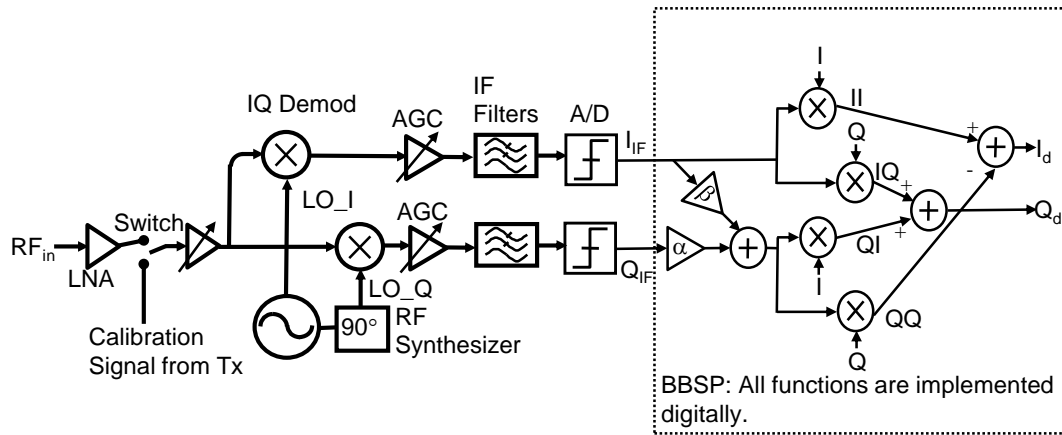 I
IF
Filters
II
IQ Demod
AGC
A/D
+
I_IF
I_d
Q
-
IQ
+
β
Q_d
LO_I
AGC
Switch
+
RF_in
α
QI
LNA
Q_IF
I
LO_Q
90°
RF
Synthesizer
QQ
Calibration
Signal from Tx
Q
BBSP: All functions are implemented
digitally.